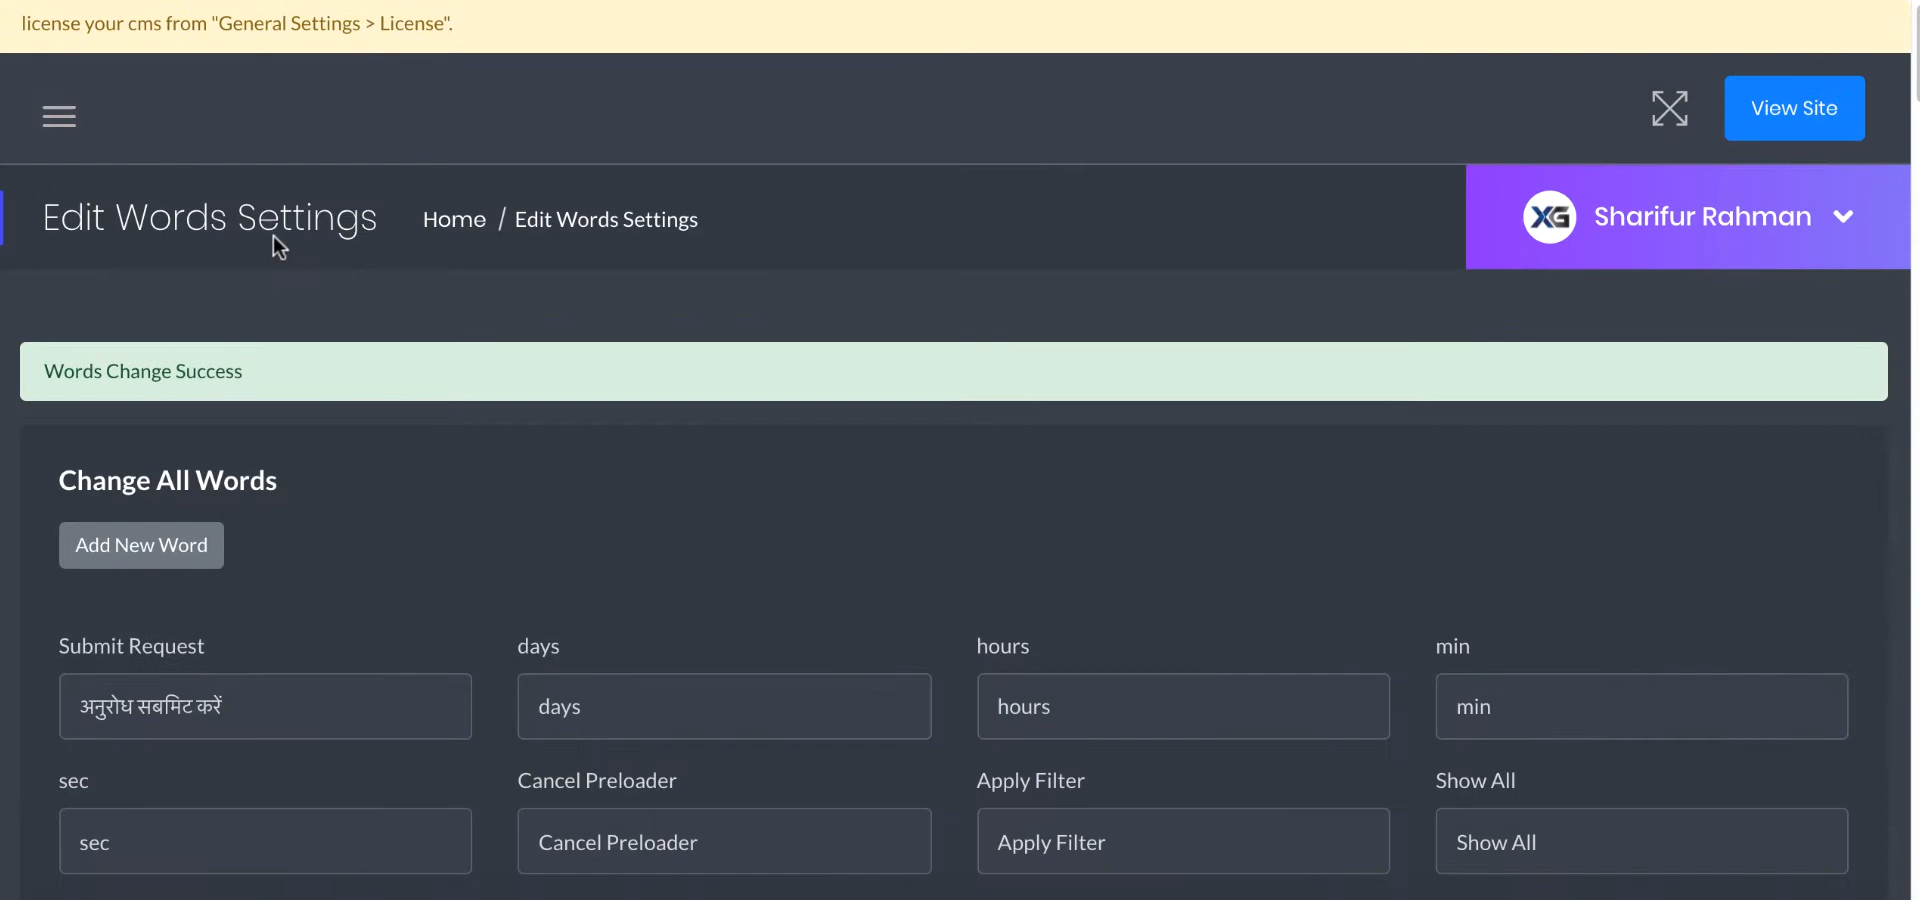 license your cms from "General Settings > License".
View Site
Edit Words Settings
Home / Edit Words Settings
XG
Sharifur Rahman
Words Change Success
Change All Words
Add New Word
Submit Request
days
hours
min
अनुरोध सबमिट करें
days
hours
min
sec
Cancel Preloader
Apply Filter
Show All
sec
Cancel Preloader
Apply Filter
Show All